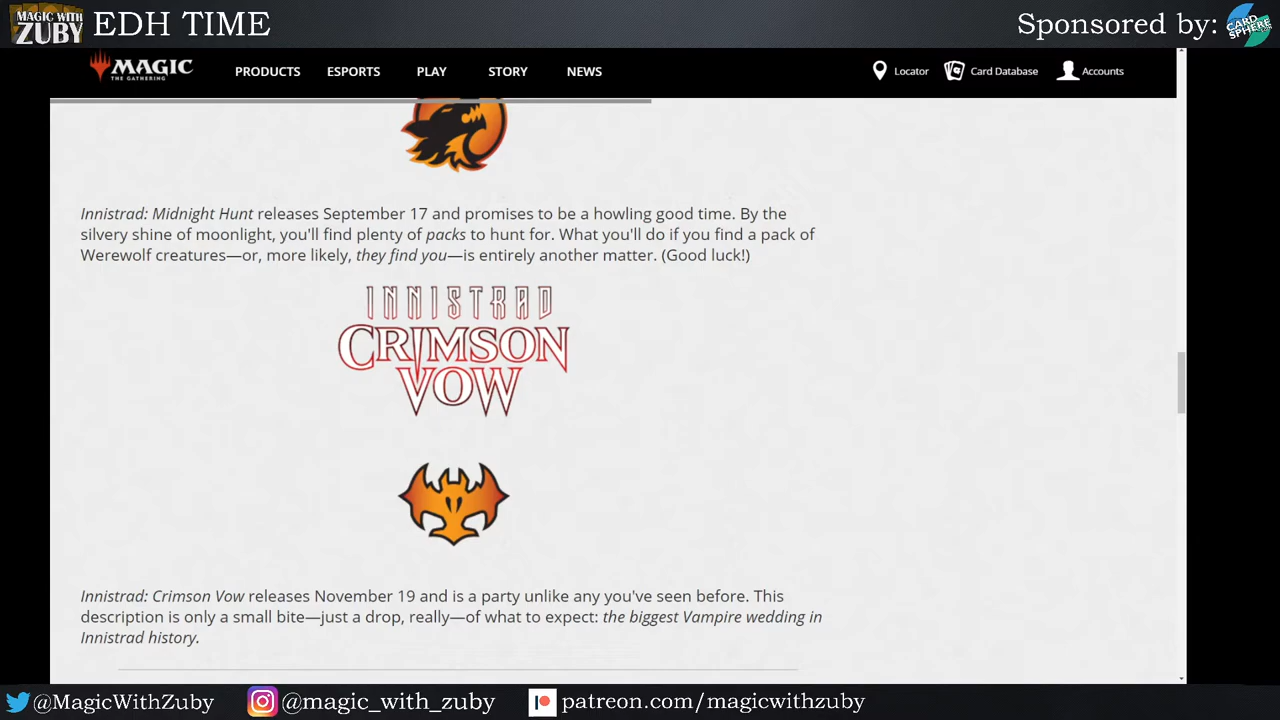 MAGIC WITH
ZUBY
EDH TIME
Sponsored by:
CARD
SPHERE
MAGIC
THE GATHERING
PRODUCTS
ESPORTS
PLAY
STORY
NEWS
Locator
Card Database
Accounts
Innistrad: Midnight Hunt releases September 17 and promises to be a howling good time. By the
silvery shine of moonlight, you'll find plenty of packs to hunt for. What you'll do if you find a pack of
Werewolf creatures—or, more likely, they find you—is entirely another matter. (Good luck!)
INNISTRAD
CRIMSON
VOW
Innistrad: Crimson Vow releases November 19 and is a party unlike any you've seen before. This
description is only a small bite—just a drop, really—of what to expect: the biggest Vampire wedding in
Innistrad history.
@MagicWithZuby
@magic_with_zuby
patreon.com/magicwithzuby